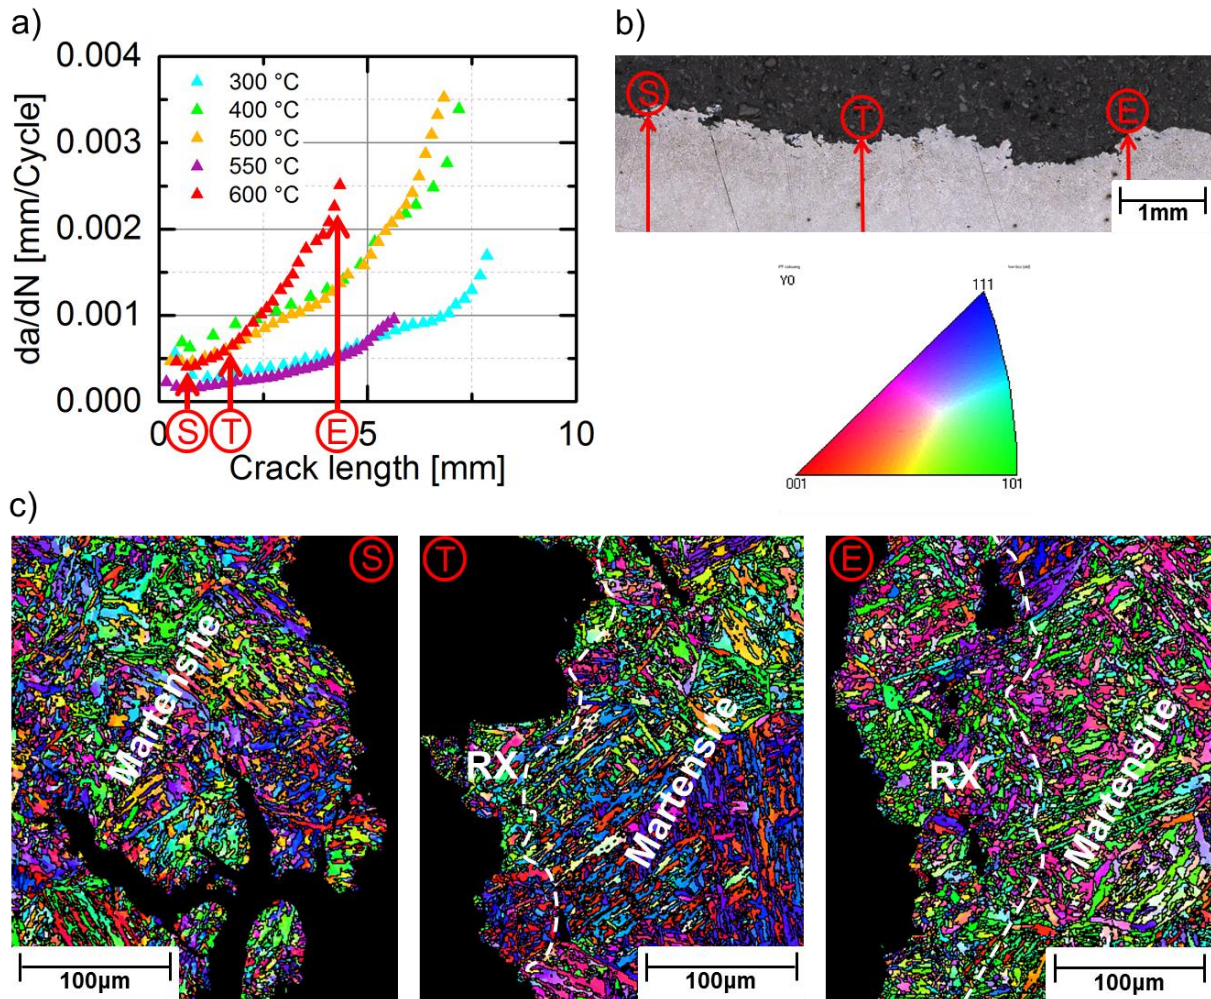 a)
0.004
0.003
0.002
0.001
0.000
da/dN [mm/Cycle]
300 °C
400 °C
500 °C
550 °C
600 °C
0
5
10
S
T
E
Crack length [mm]
b)
S
T
E
1mm
Y0
111
001
101
c)
S
Martensite
100µm
T
RX
Martensite
100µm
E
RX
Martensite
100µm